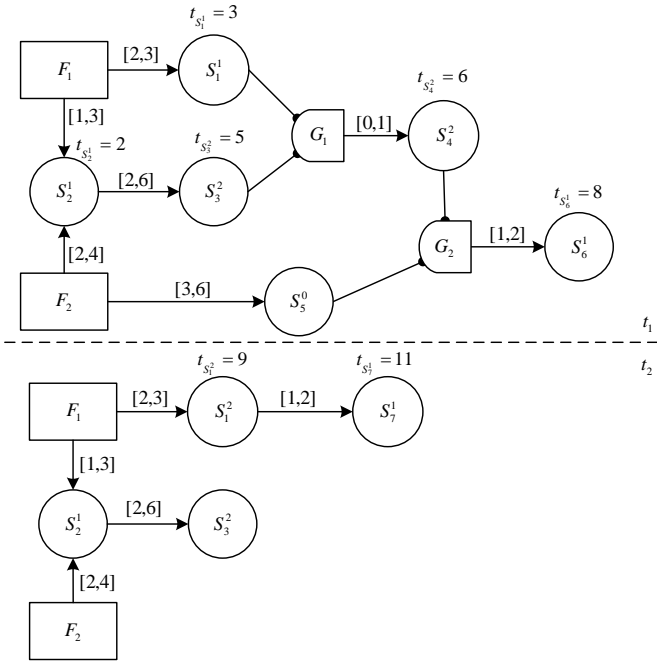 t_{S_1^1} = 3
F_1
[2,3]
S_1^1
t_{S_4^2} = 6
[1,3]
G_1
[0,1]
S_4^2
t_{S_2^1} = 2
t_{S_3^2} = 5
S_2^1
[2,6]
S_3^2
t_{S_6^1} = 8
[2,4]
G_2
[1,2]
S_6^1
F_2
[3,6]
S_5^0
t_1
t_2
t_{S_1^2} = 9
t_{S_7^1} = 11
F_1
[2,3]
S_1^2
[1,2]
S_7^1
[1,3]
S_2^1
[2,6]
S_3^2
[2,4]
F_2